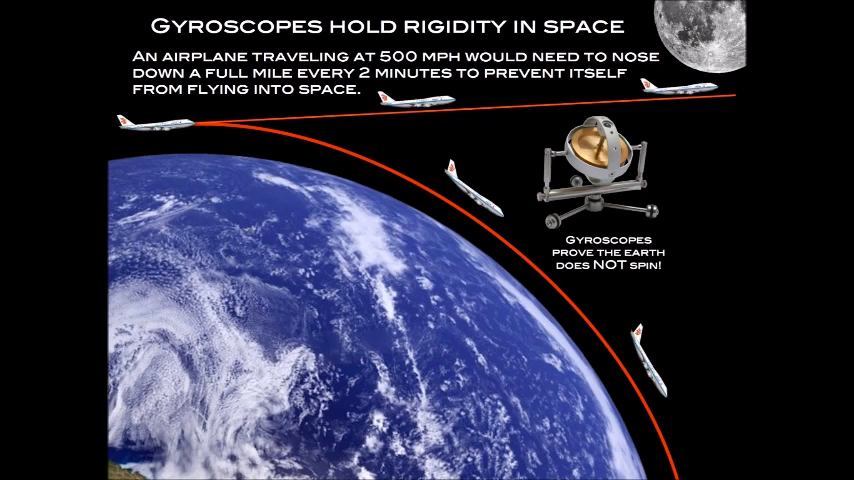 Gyroscopes hold rigidity in space
An airplane traveling at 500 mph would need to nose
down a full mile every 2 minutes to prevent itself
from flying into space.
Gyroscopes
prove the earth
does NOT spin!